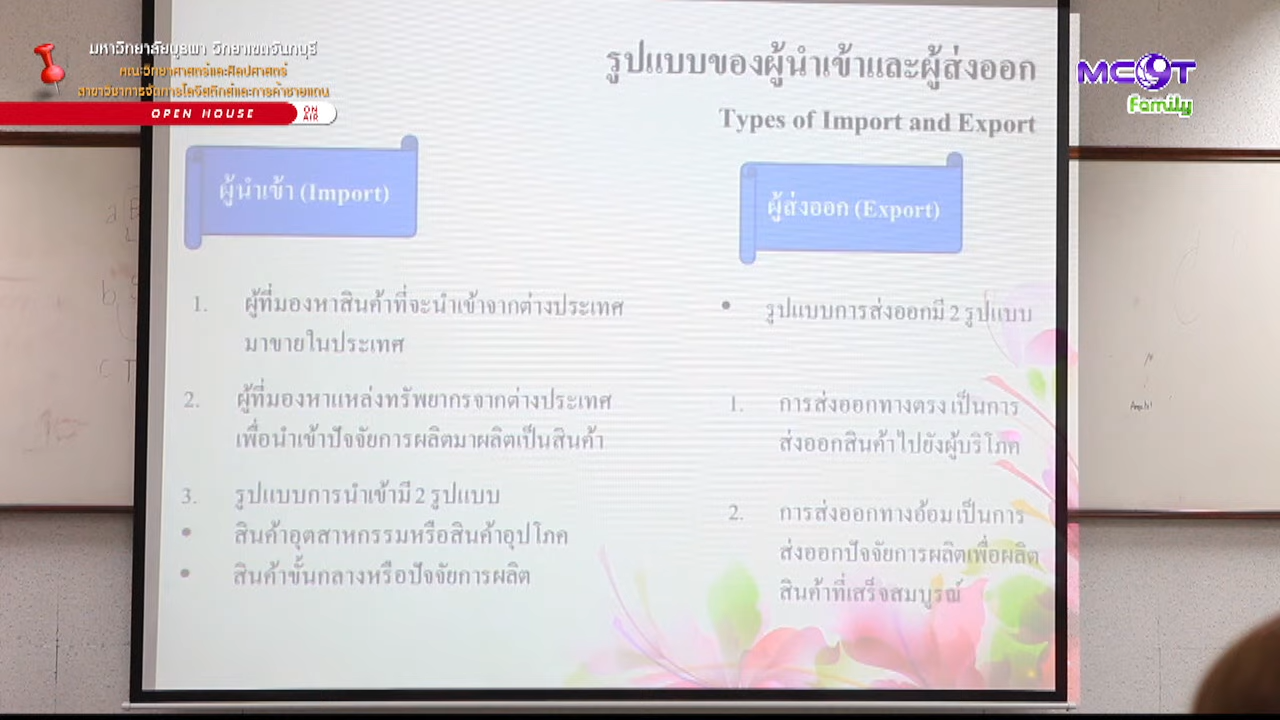 มหาวิทยาลัยบูรพา วิทยาเขตจันทบุรี
คณะวิทยาศาสตร์และศิลปศาสตร์
สาขาวิชาการจัดการโลจิสติกส์และการค้าชายแดน
OPEN HOUSE
ON AIR
MCOT
Family
รูปแบบของผู้นำเข้าและผู้ส่งออก
Types of Import and Export
ผู้นำเข้า (Import)
1. ผู้ที่มองหาสินค้าที่จะนำเข้าจากต่างประเทศ
มาขายในประเทศ
2. ผู้ที่มองหาแหล่งทรัพยากรจากต่างประเทศ
เพื่อนำเข้าปัจจัยการผลิตมาผลิตเป็นสินค้า
3. รูปแบบการนำเข้ามี 2 รูปแบบ
• สินค้าอุตสาหกรรมหรือสินค้าอุปโภค
• สินค้าขั้นกลางหรือปัจจัยการผลิต
ผู้ส่งออก (Export)
• รูปแบบการส่งออกมี 2 รูปแบบ
1. การส่งออกทางตรง เป็นการ
ส่งออกสินค้าไปยังผู้บริโภค
2. การส่งออกทางอ้อม เป็นการ
ส่งออกปัจจัยการผลิตเพื่อผลิต
สินค้าที่เสร็จสมบูรณ์